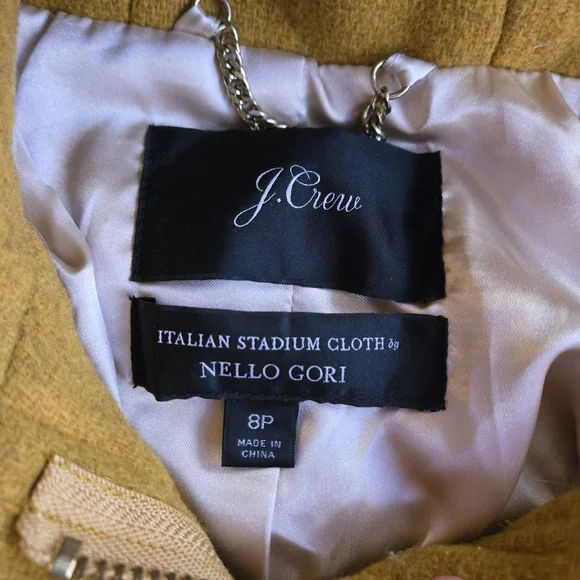 J.Crew
ITALIAN STADIUM CLOTH by
NELLO GORI
8P
MADE IN
CHINA